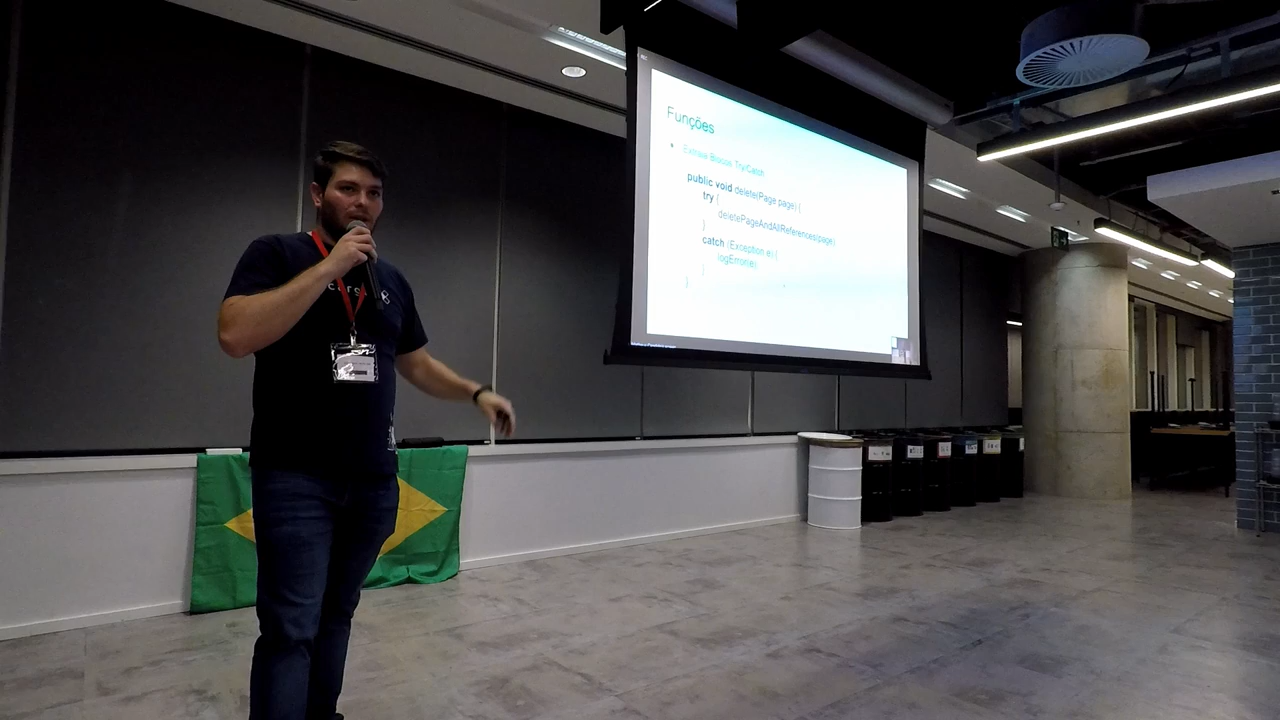 Funções
Extraia Blocos Try/Catch
public void delete(Page page) {
try {
deletePageAndAllReferences(page)
}
catch (Exception e) {
logError(e)
}
}